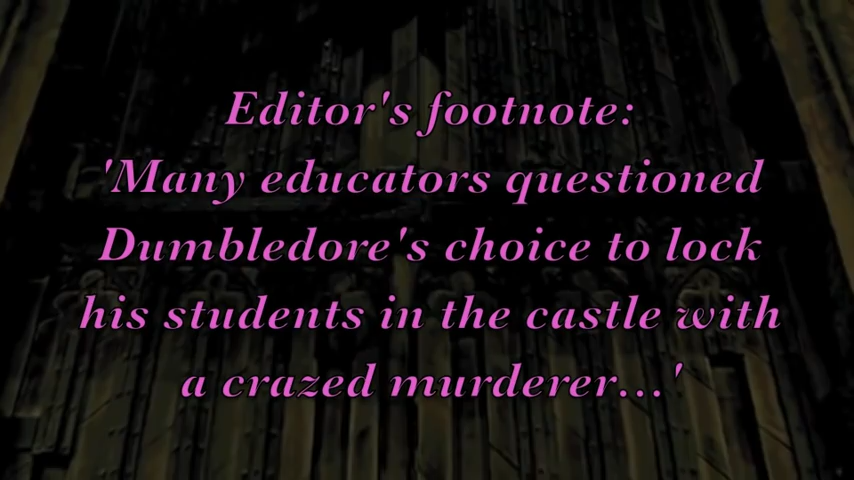 Editor's footnote:
'Many educators questioned
Dumbledore's choice to lock
his students in the castle with
a crazed murderer...'